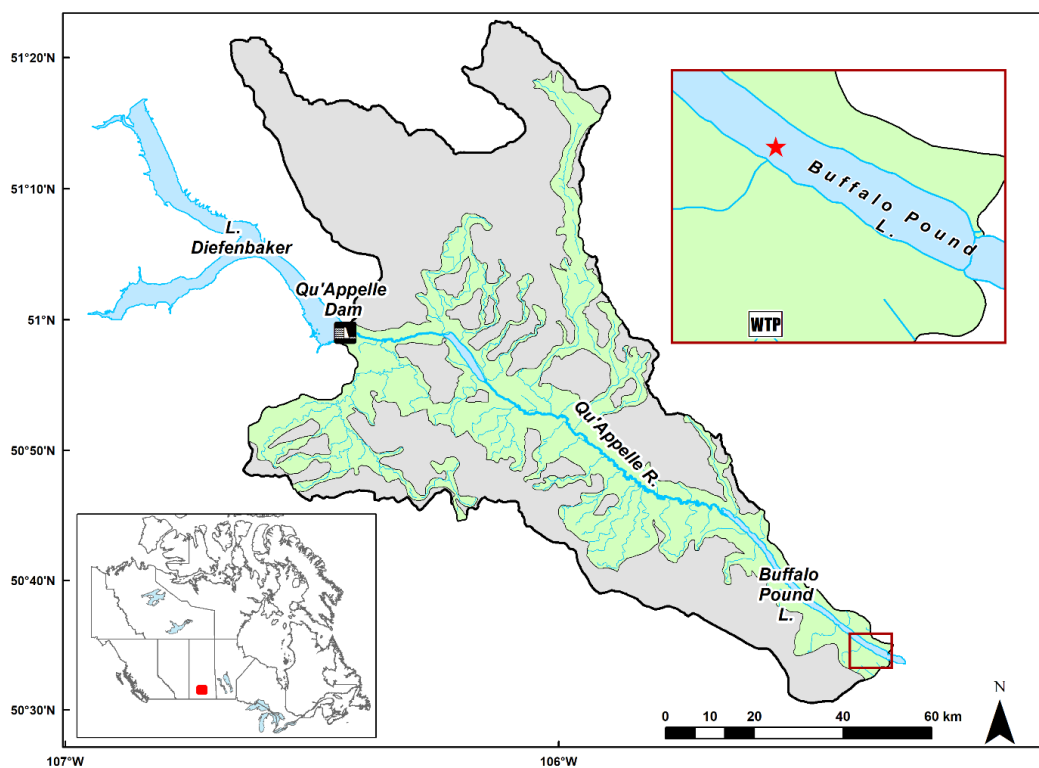 51°20'N
51°10'N
51°N
50°50'N
50°40'N
50°30'N
107°W
106°W
L.
Diefenbaker
Qu'Appelle
Dam
Qu'Appelle R.
Buffalo
Pound
L.
Buffalo Pound
L.
WTP
N
0 10 20 40 60 km